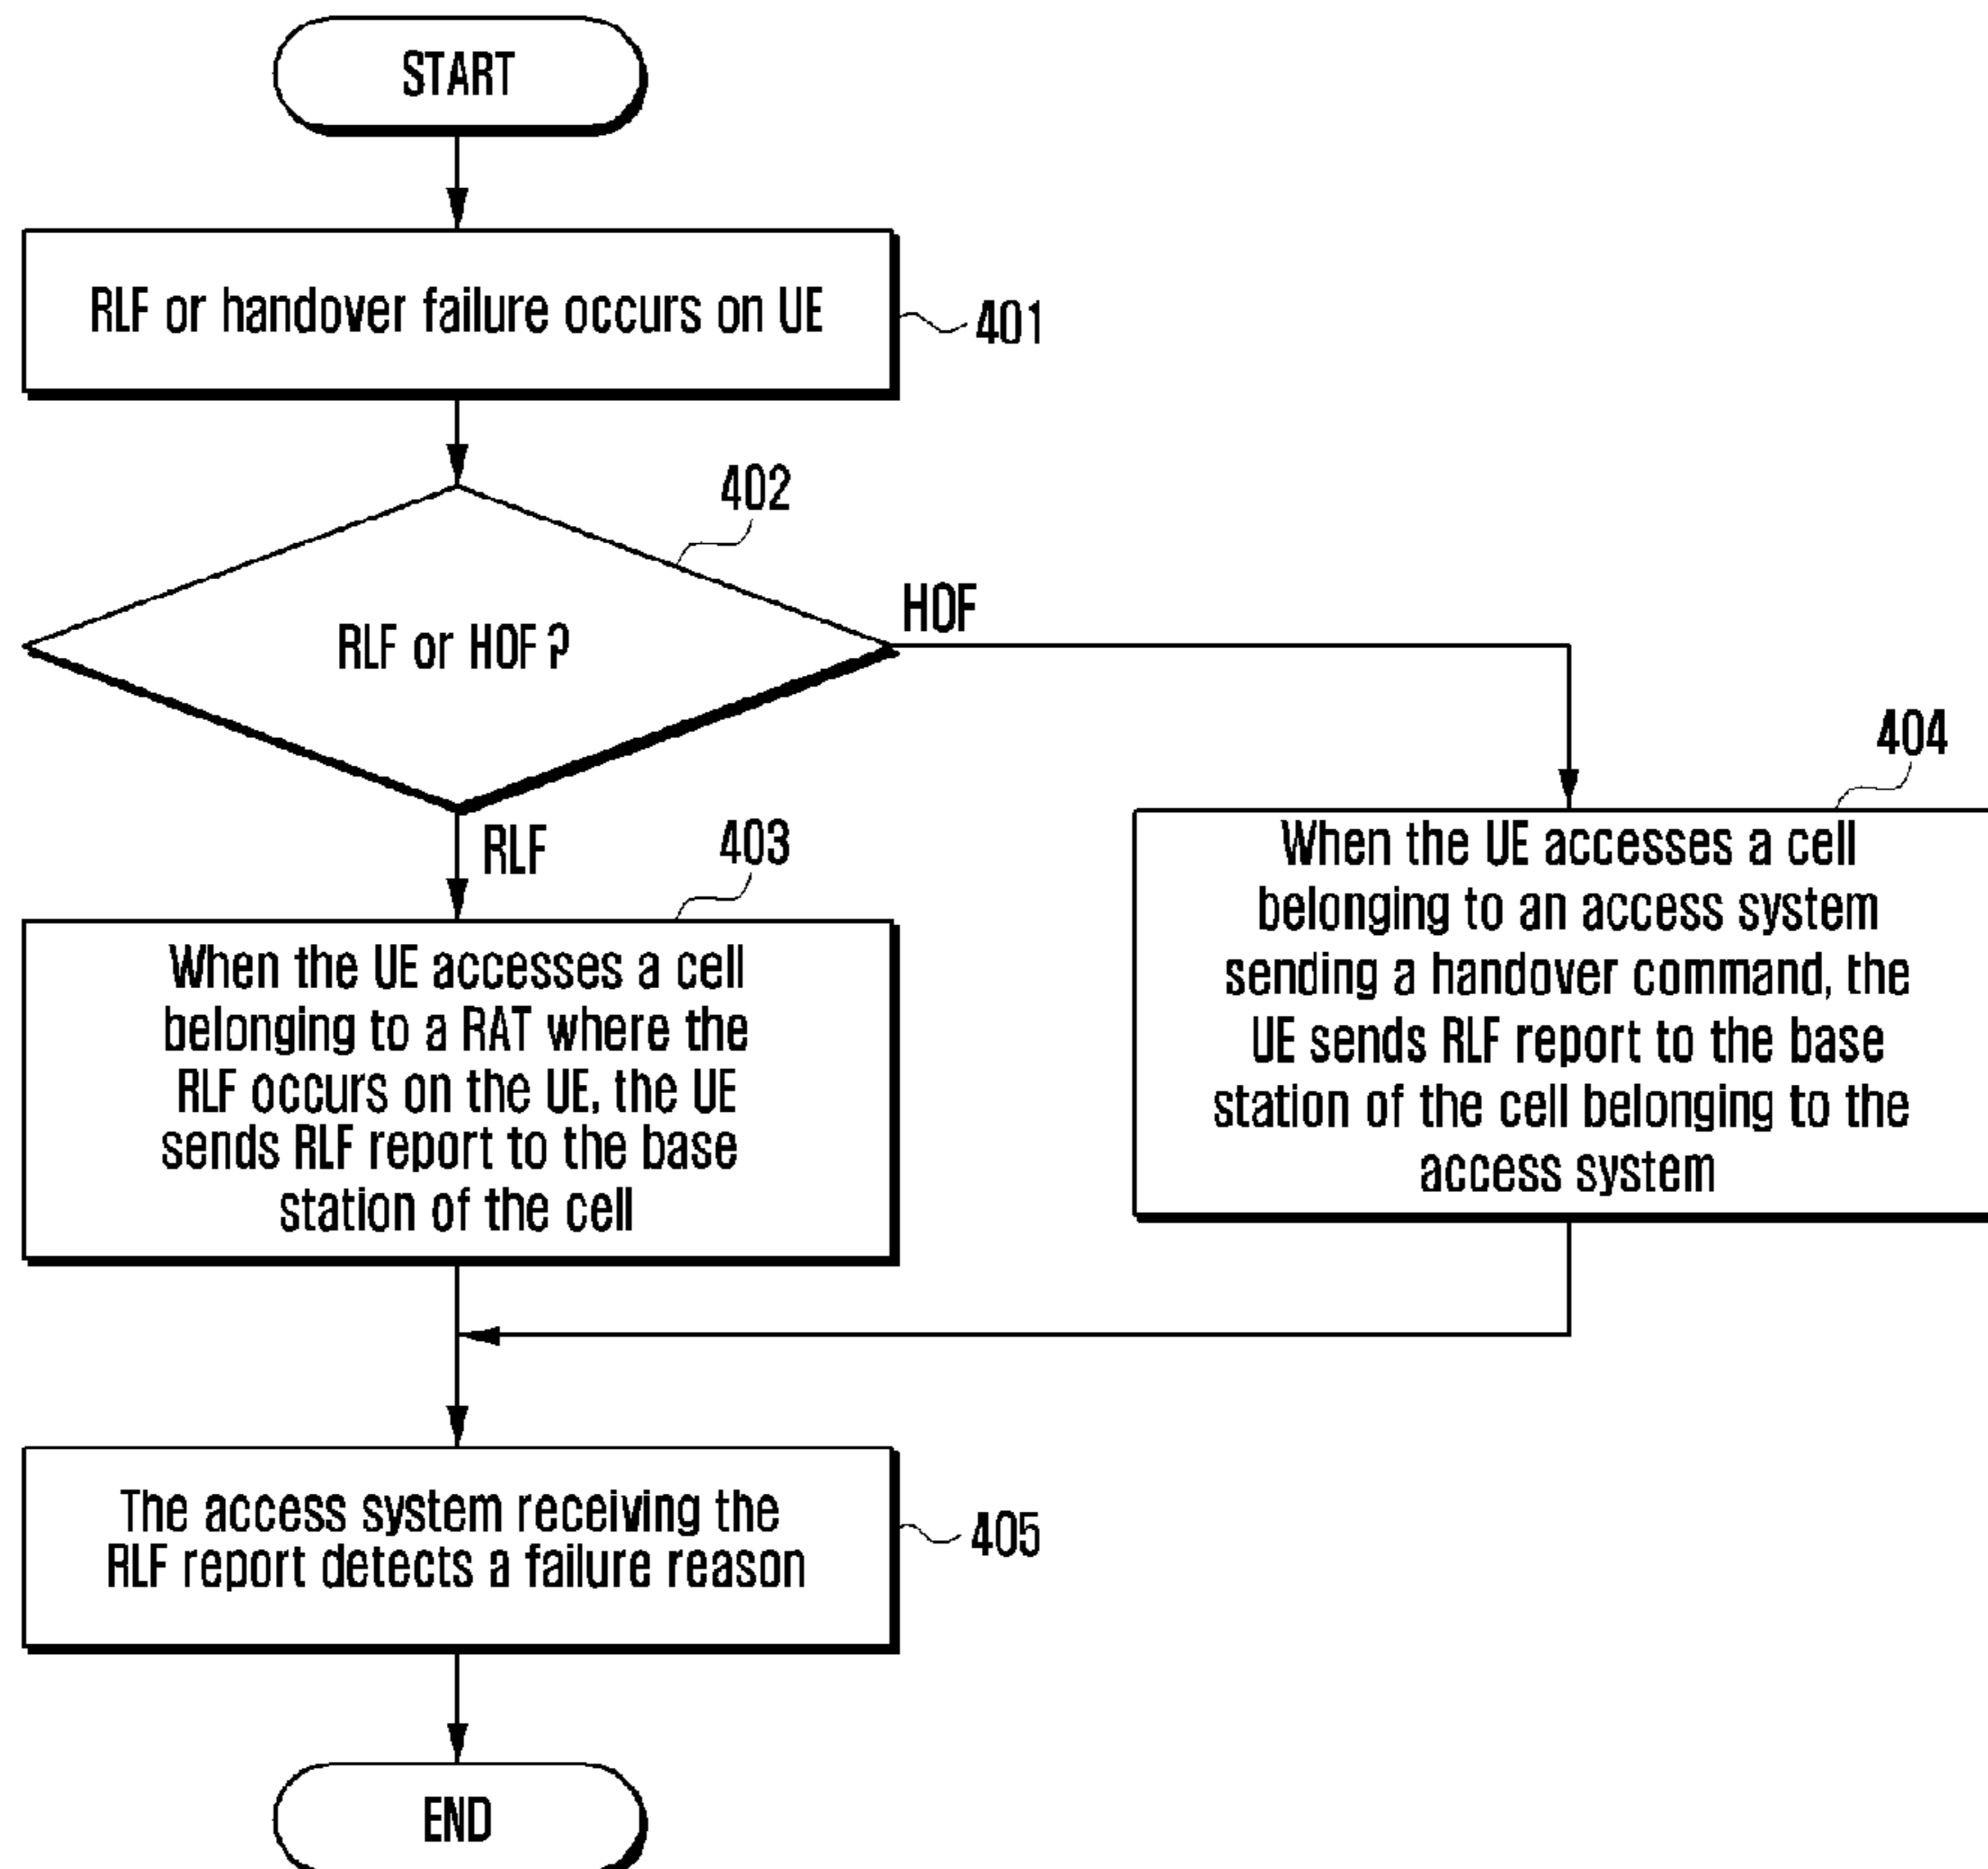 START
RLF or handover failure occurs on UE
401
402
RLF or HOF ?
HOF
RLF
403
When the UE accesses a cell
belonging to a RAT where the
RLF occurs on the UE, the UE
sends RLF report to the base
station of the cell
404
When the UE accesses a cell
belonging to an access system
sending a handover command, the
UE sends RLF report to the base
station of the cell belonging to the
access system
The access system receiving the
RLF report detects a failure reason
405
END